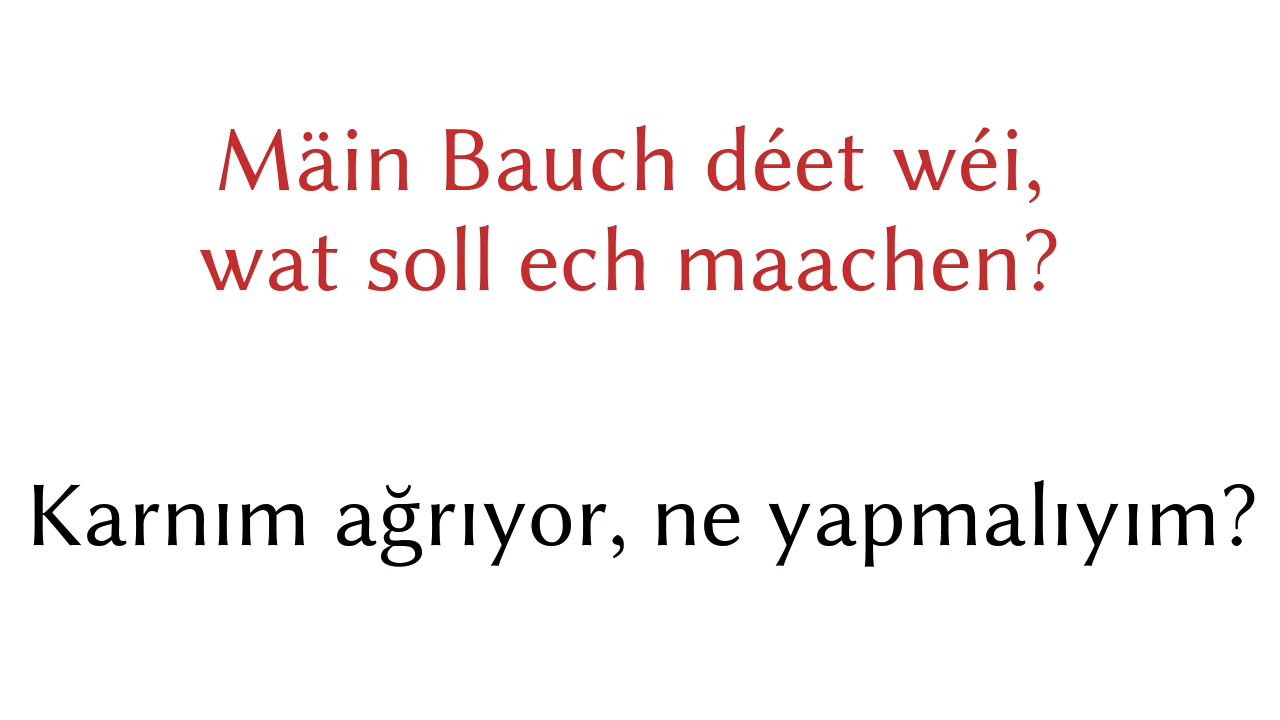 Mäin Bauch déet wéi,
wat soll ech maachen?
Karnım ağrıyor, ne yapmalıyım?